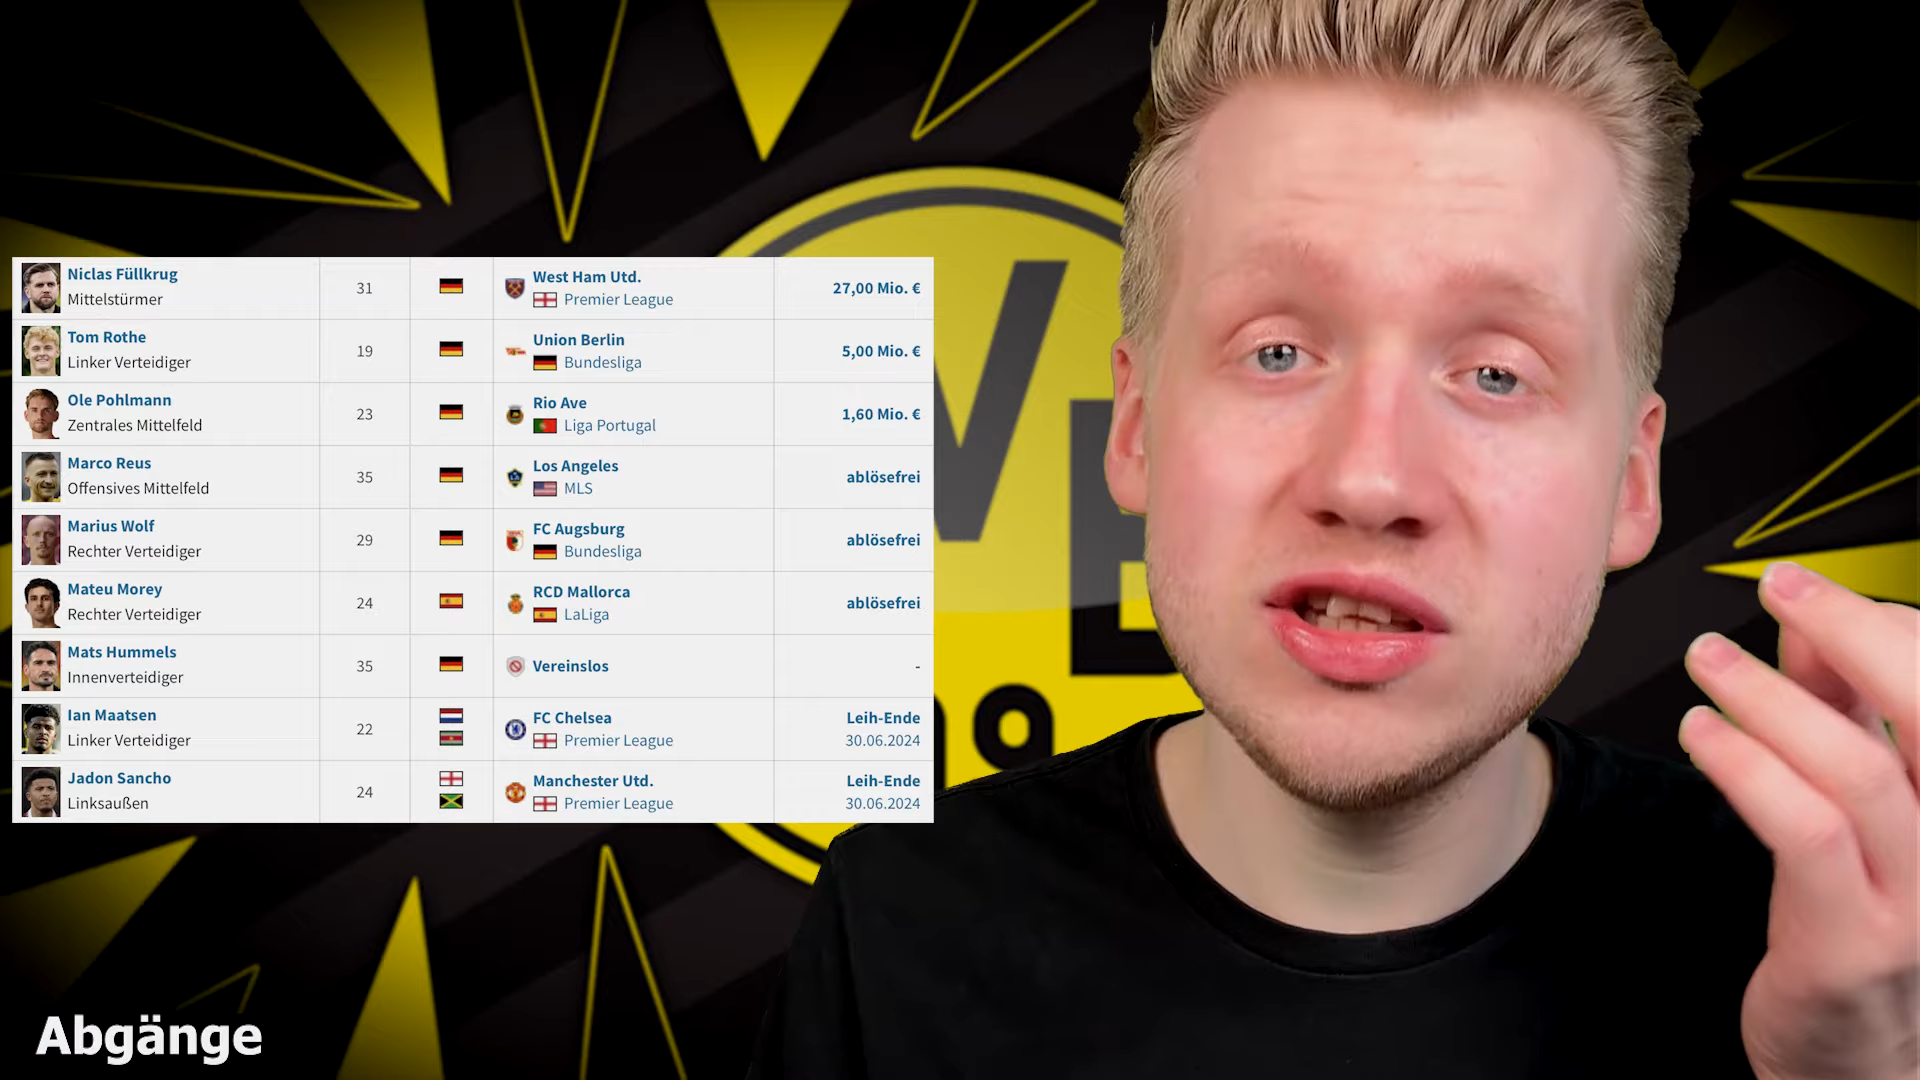 Niclas Füllkrug
Mittelstürmer
31
West Ham Utd.
Premier League
27,00 Mio. €
Tom Rothe
Linker Verteidiger
19
Union Berlin
Bundesliga
5,00 Mio. €
Ole Pohlmann
Zentrales Mittelfeld
23
Rio Ave
Liga Portugal
1,60 Mio. €
Marco Reus
Offensives Mittelfeld
35
Los Angeles
MLS
ablösefrei
Marius Wolf
Rechter Verteidiger
29
FC Augsburg
Bundesliga
ablösefrei
Mateu Morey
Rechter Verteidiger
24
RCD Mallorca
LaLiga
ablösefrei
Mats Hummels
Innenverteidiger
35
Vereinslos
-
Ian Maatsen
Linker Verteidiger
22
FC Chelsea
Premier League
Leih-Ende
30.06.2024
Jadon Sancho
Linksaußen
24
Manchester Utd.
Premier League
Leih-Ende
30.06.2024
Abgänge